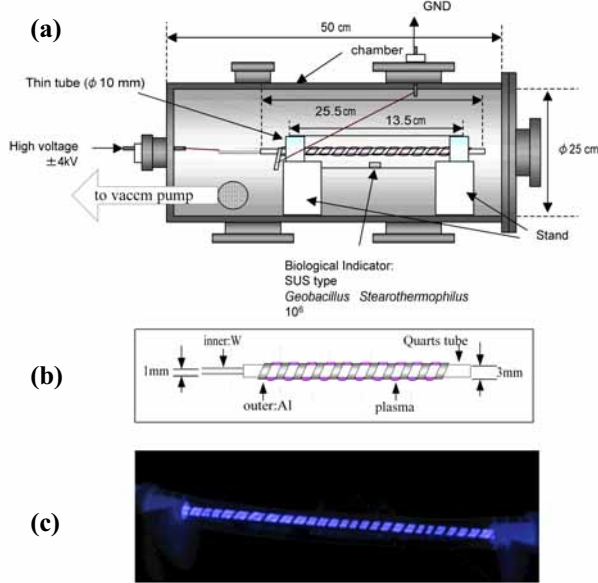 (a)
GND
50 cm
chamber
Thin tube (φ 10 mm)
25.5cm
13.5cm
High voltage
±4kV
φ 25 cm
to vaccm pump
Stand
Biological Indicator:
SUS type
Geobacillus Stearothermophilus
10⁶
(b)
inner:W
Quarts tube
1mm
3mm
outer:Al
plasma
(c)